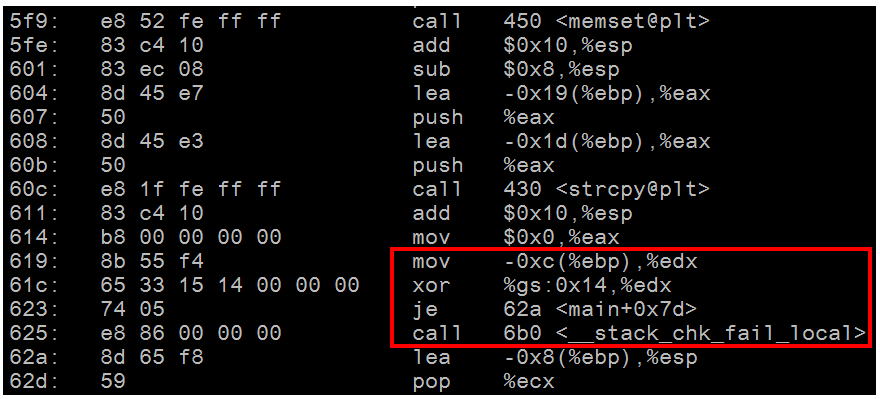 5f9: e8 52 fe ff ff call 450 <memset@plt>
5fe: 83 c4 10 add $0x10,%esp
601: 83 ec 08 sub $0x8,%esp
604: 8d 45 e7 lea -0x19(%ebp),%eax
607: 50 push %eax
608: 8d 45 e3 lea -0x1d(%ebp),%eax
60b: 50 push %eax
60c: e8 1f fe ff ff call 430 <strcpy@plt>
611: 83 c4 10 add $0x10,%esp
614: b8 00 00 00 00 mov $0x0,%eax
619: 8b 55 f4 mov -0xc(%ebp),%edx
61c: 65 33 15 14 00 00 00 xor %gs:0x14,%edx
623: 74 05 je 62a <main+0x7d>
625: e8 86 00 00 00 call 6b0 <__stack_chk_fail_local>
62a: 8d 65 f8 lea -0x8(%ebp),%esp
62d: 59 pop %ecx